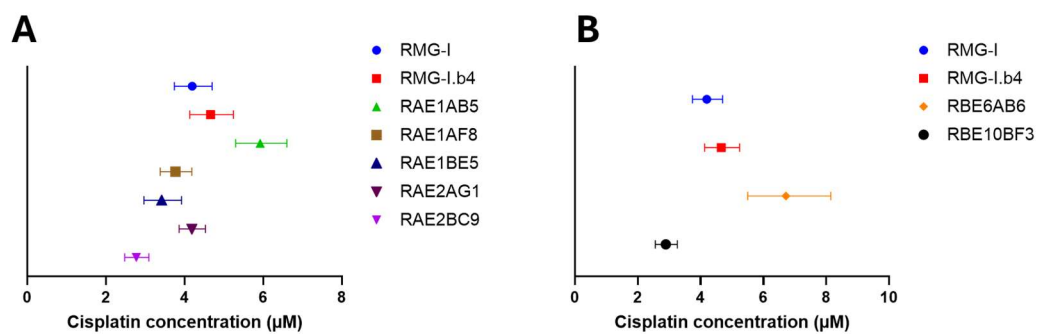 A
RMG-I
RMG-I.b4
RAE1AB5
RAE1AF8
RAE1BE5
RAE2AG1
RAE2BC9
0 2 4 6 8
Cisplatin concentration (µM)
B
RMG-I
RMG-I.b4
RBE6AB6
RBE10BF3
0 2 4 6 8 10
Cisplatin concentration (µM)